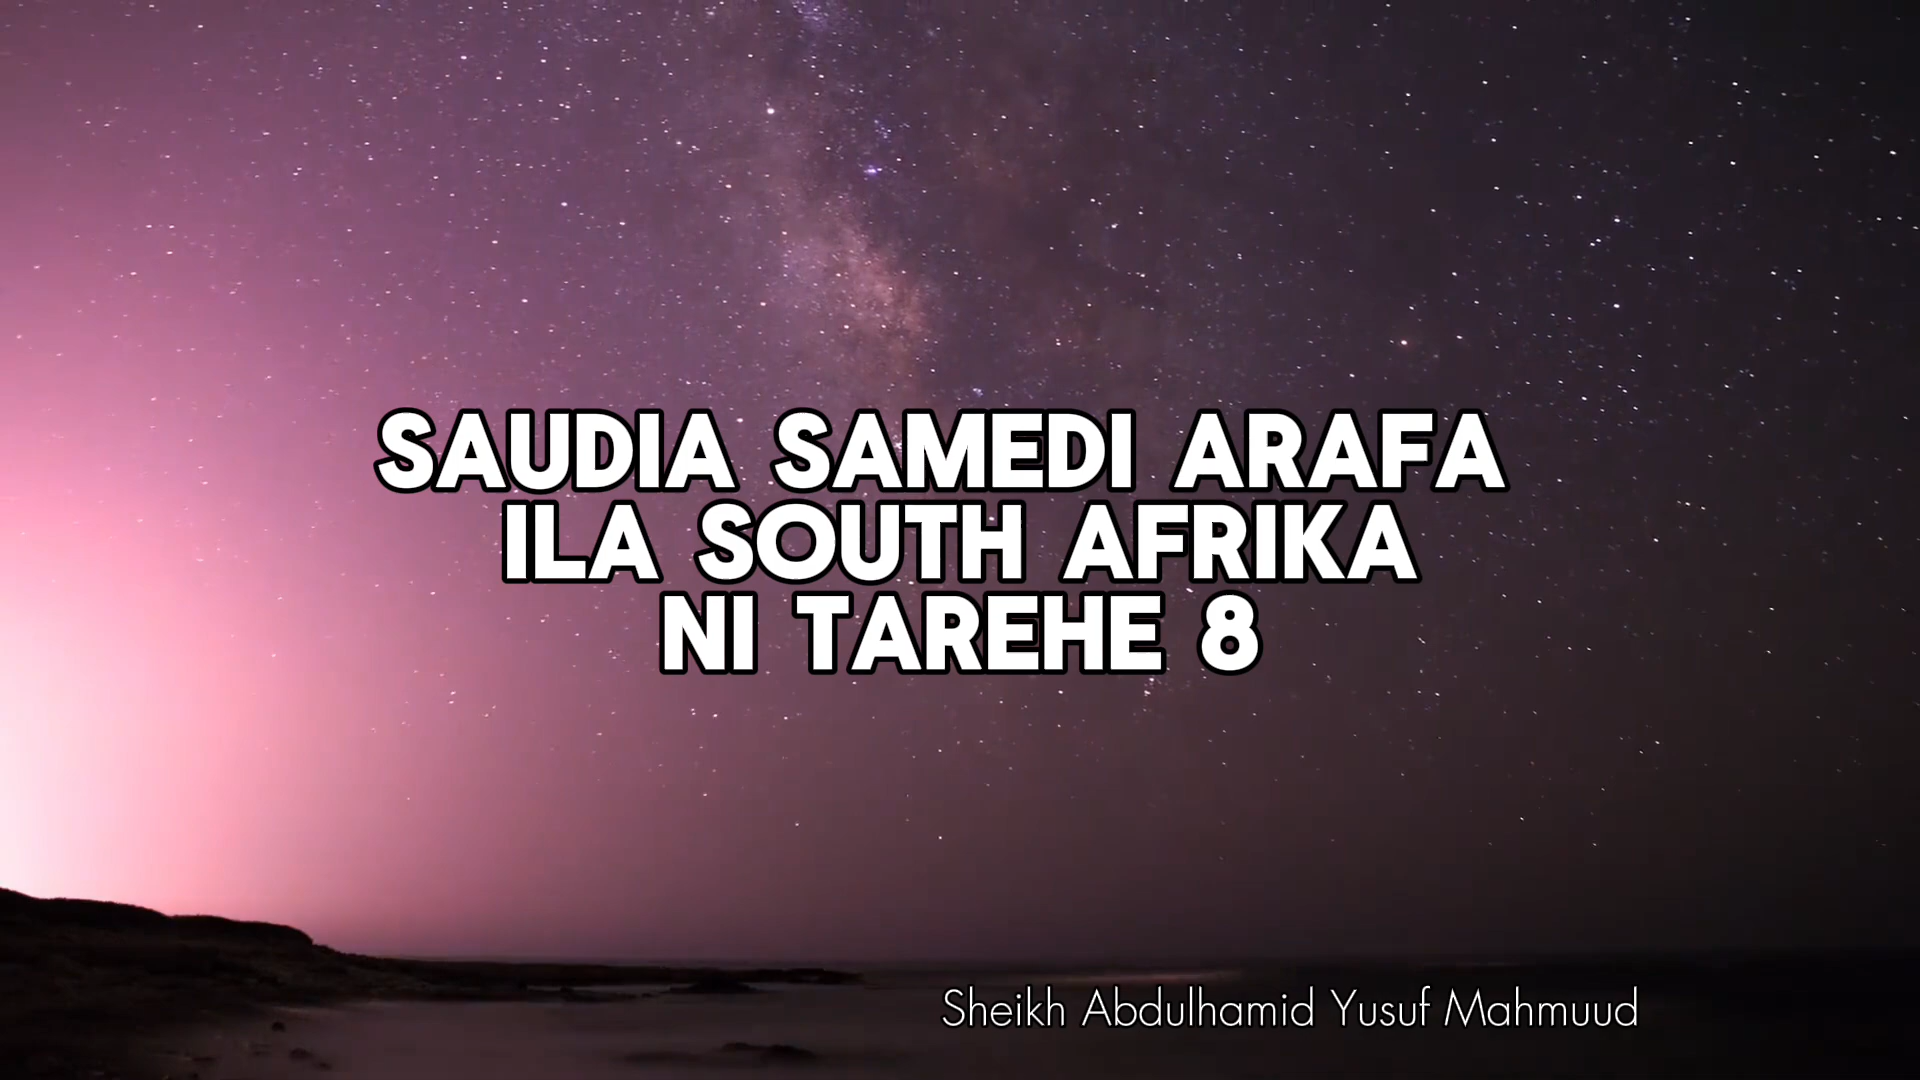 SAUDIA SAMEDI ARAFA
ILA SOUTH AFRIKA
NI TAREHE 8
Sheikh Abdulhamid Yusuf Mahmuud